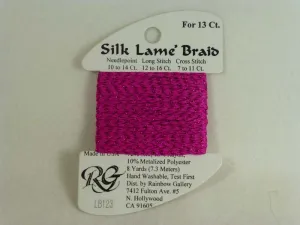 For 13 Ct.
Silk Lamé Braid
Needlepoint Long Stitch Cross Stitch
10 to 14 Ct. 12 to 16 Ct. 7 to 11 Ct.
Made in
10% Metalized Polyester
8 Yards (7.3 Meters)
Hand Washable, Test First
Dist. by Rainbow Gallery
7412 Fulton Ave. #5
N. Hollywood
CA 91605
RG
LB123